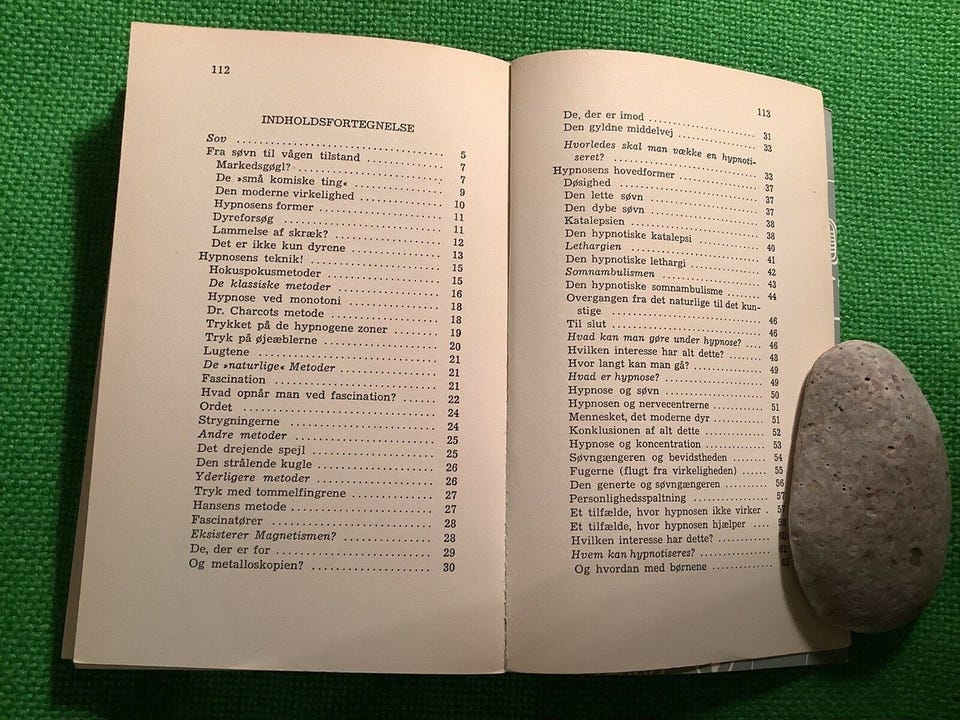 112
INDHOLDSFORTEGNELSE
Sov ........ 5
Fra søvn til vågen tilstand ........ 7
Markedsgøgl? ........ 7
De »små komiske ting« ........ 9
Den moderne virkelighed ........ 10
Hypnosens former ........ 11
Dyreforsøg ........ 11
Lammelse af skræk? ........ 12
Det er ikke kun dyrene ........ 13
Hypnosens teknik! ........ 15
Hokuspokusmetoder ........ 15
De klassiske metoder ........ 16
Hypnose ved monotoni ........ 18
Dr. Charcots metode ........ 18
Trykket på de hypnogene zoner ........ 19
Tryk på øjeæblerne ........ 20
Lugtene ........ 21
De »naturlige« Metoder ........ 21
Fascination ........ 21
Hvad opnår man ved fascination? ........ 22
Ordet ........ 24
Strygningerne ........ 24
Andre metoder ........ 25
Det drejende spejl ........ 25
Den strålende kugle ........ 26
Yderligere metoder ........ 26
Tryk med tommelfingrene ........ 27
Hansens metode ........ 27
Fascinatører ........ 28
Eksisterer Magnetismen? ........ 28
De, der er for ........ 29
Og metalloskopien? ........ 30
113
De, der er imod ........ 31
Den gyldne middelvej ........ 33
Hvorledes skal man vække en hypnoti-
seret? ........ 33
Hypnosens hovedformer ........ 37
Døsighed ........ 37
Den lette søvn ........ 37
Den dybe søvn ........ 38
Katalepsien ........ 38
Den hypnotiske katalepsi ........ 40
Lethargien ........ 41
Den hypnotiske lethargi ........ 42
Somnambulismen ........ 43
Den hypnotiske somnambulisme ........ 44
Overgangen fra det naturlige til det kun-
stige ........ 46
Til slut ........ 46
Hvad kan man gøre under hypnose? ........ 46
Hvilken interesse har alt dette? ........ 48
Hvor langt kan man gå? ........ 49
Hvad er hypnose? ........ 49
Hypnose og søvn ........ 50
Hypnosen og nervecentrerne ........ 51
Mennesket, det moderne dyr ........ 51
Konklusionen af alt dette ........ 52
Hypnose og koncentration ........ 53
Søvngængeren og bevidstheden ........ 54
Fugerne (flugt fra virkeligheden) ........ 55
Den generte og søvngængeren ........ 56
Personlighedsspaltning ........ 57
Et tilfælde, hvor hypnosen ikke virker .
Et tilfælde, hvor hypnosen hjælper ....
Hvilken interesse har dette? ........
Hvem kan hypnotiseres? ........
Og hvordan med børnene ........